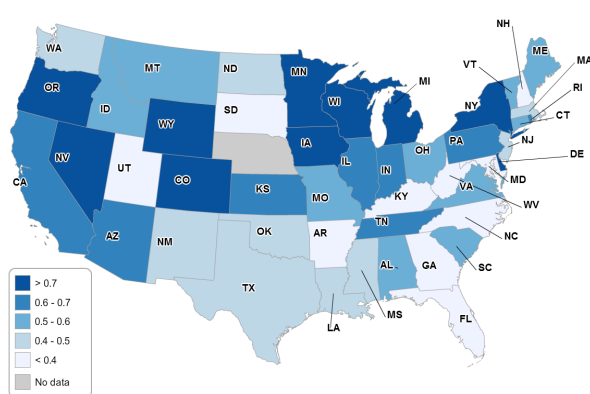 NH
WA
ME
MA
MT
ND
VT
MN
MI
RI
OR
WI
NY
CT
ID
SD
WY
NJ
PA
IA
OH
DE
NV
IL
IN
UT
CO
MD
CA
KS
VA
MO
KY
WV
TN
AZ
OK
AR
NC
NM
AL
GA
SC
TX
MS
FL
LA
> 0.7
0.6 - 0.7
0.5 - 0.6
0.4 - 0.5
< 0.4
No data